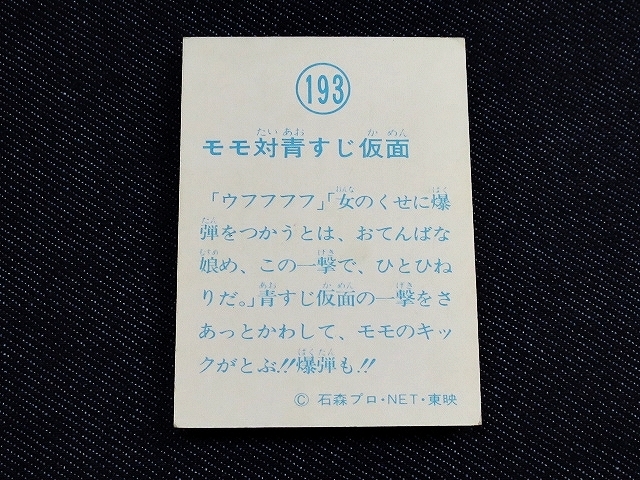 193
モモ対青すじ仮面
「ウフフフフ」「女のくせに爆
弾をつかうとは、おてんばな
娘め、この一撃で、ひとひね
りだ。」青すじ仮面の一撃をさ
あっとかわして、モモのキッ
クがとぶ!!爆弾も!!
© 石森プロ・NET・東映